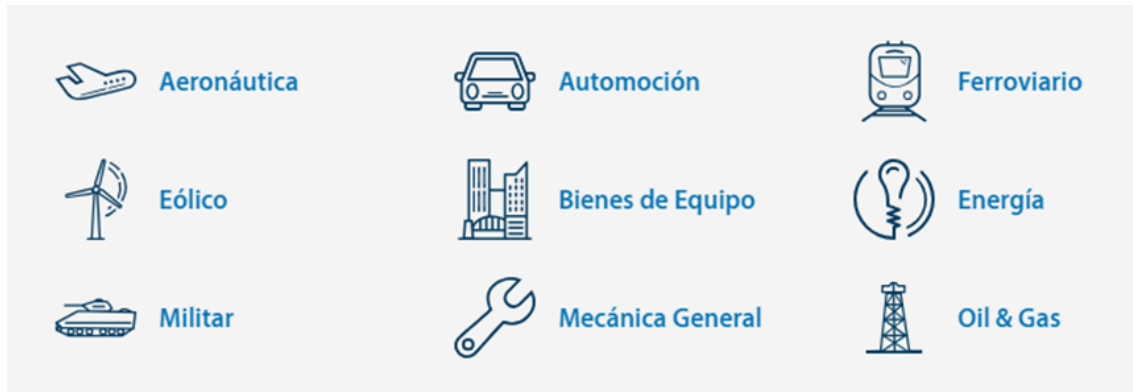 Aeronáutica
Automoción
Ferroviario
Eólico
Bienes de Equipo
Energía
Militar
Mecánica General
Oil & Gas